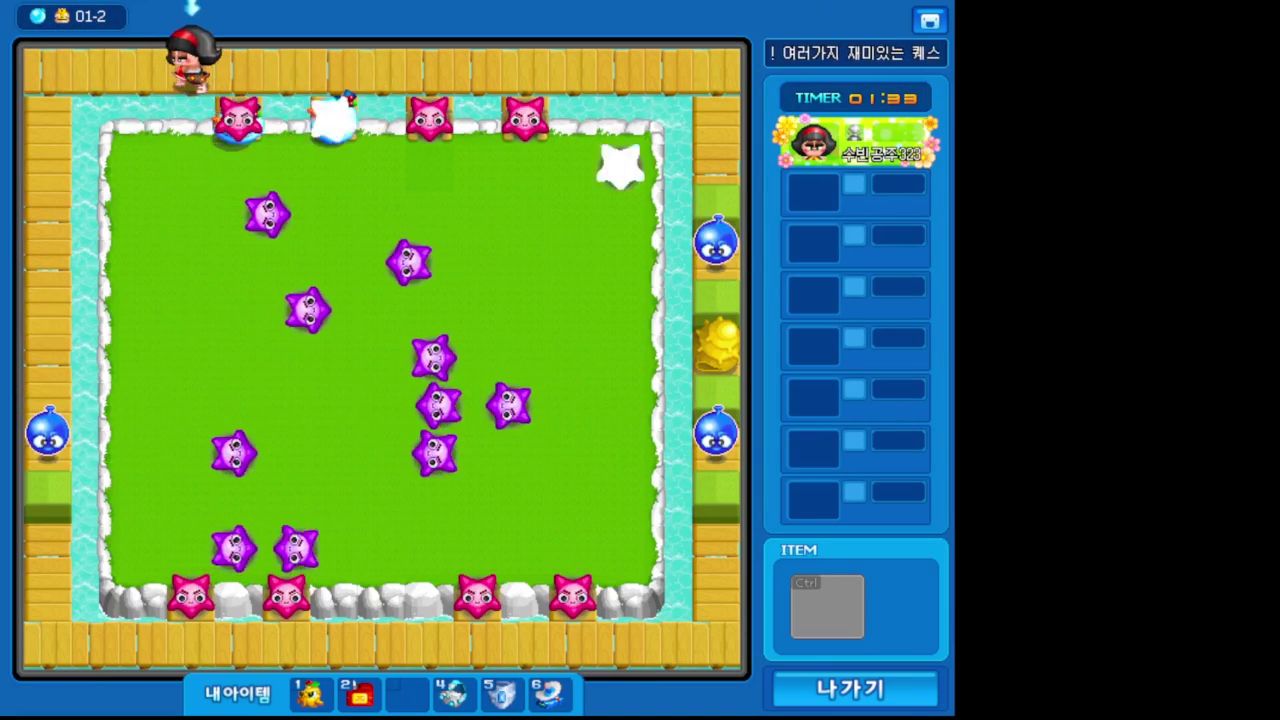 01-2
! 여러가지 재미있는 퀘스
TIMER 01:33
수빈공주323
ITEM
Ctrl
내아이템 1 2 4 5 6
나가기